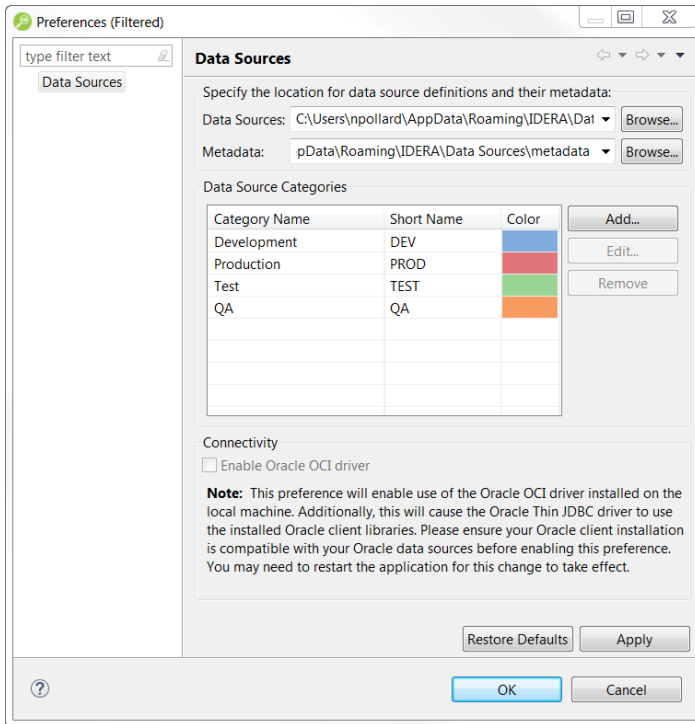 Preferences (Filtered)
type filter text
Data Sources
Data Sources
Specify the location for data source definitions and their metadata:
Data Sources: C:\Users\npollard\AppData\Roaming\IDERA\Dat Browse...
Metadata: pData\Roaming\IDERA\Data Sources\metadata Browse...
Data Source Categories
Category Name Short Name Color Add...
Development DEV Edit...
Production PROD Remove
Test TEST
QA QA
Connectivity
Enable Oracle OCI driver
Note: This preference will enable use of the Oracle OCI driver installed on the
local machine. Additionally, this will cause the Oracle Thin JDBC driver to use
the installed Oracle client libraries. Please ensure your Oracle client installation
is compatible with your Oracle data sources before enabling this preference.
You may need to restart the application for this change to take effect.
Restore Defaults Apply
? OK Cancel